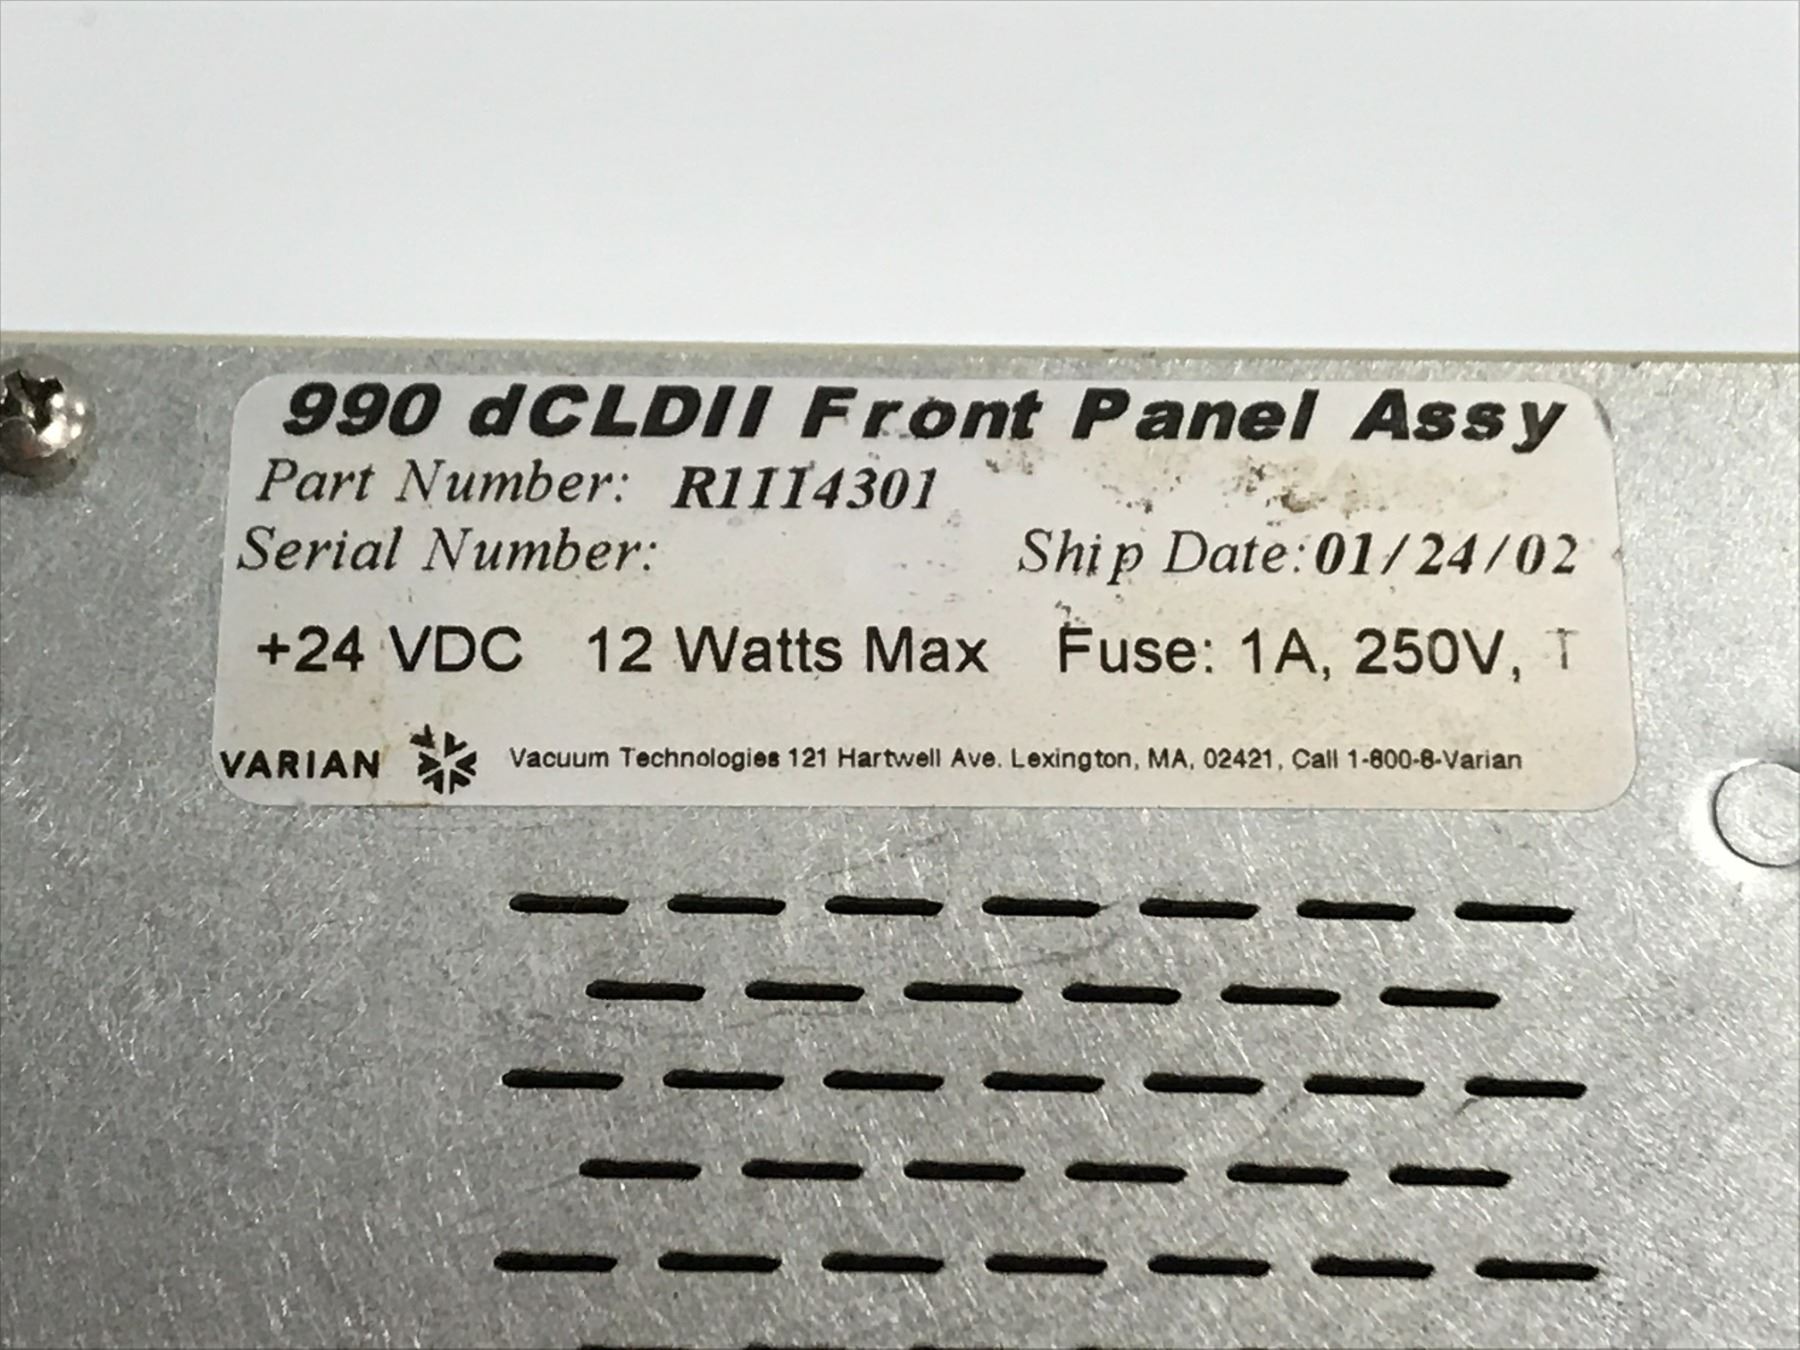 990 dCLDII Front Panel Assy
Part Number: R1114301
Serial Number: Ship Date: 01/24/02
+24 VDC 12 Watts Max Fuse: 1A, 250V, T
VARIAN Vacuum Technologies 121 Hartwell Ave. Lexington, MA, 02421, Call 1-800-8-Varian